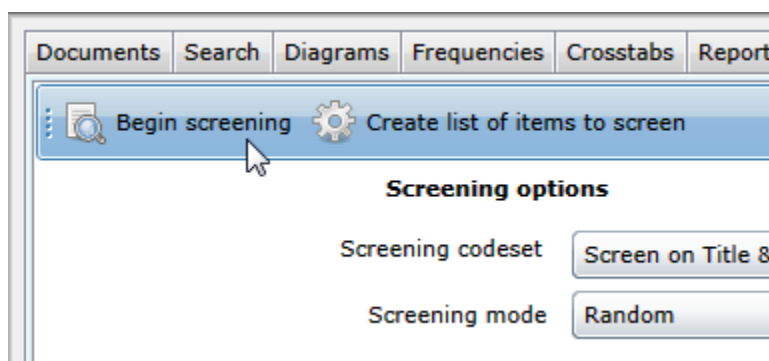 Documents Search Diagrams Frequencies Crosstabs Report
Begin screening Create list of items to screen
Screening options
Screening codeset Screen on Title &
Screening mode Random